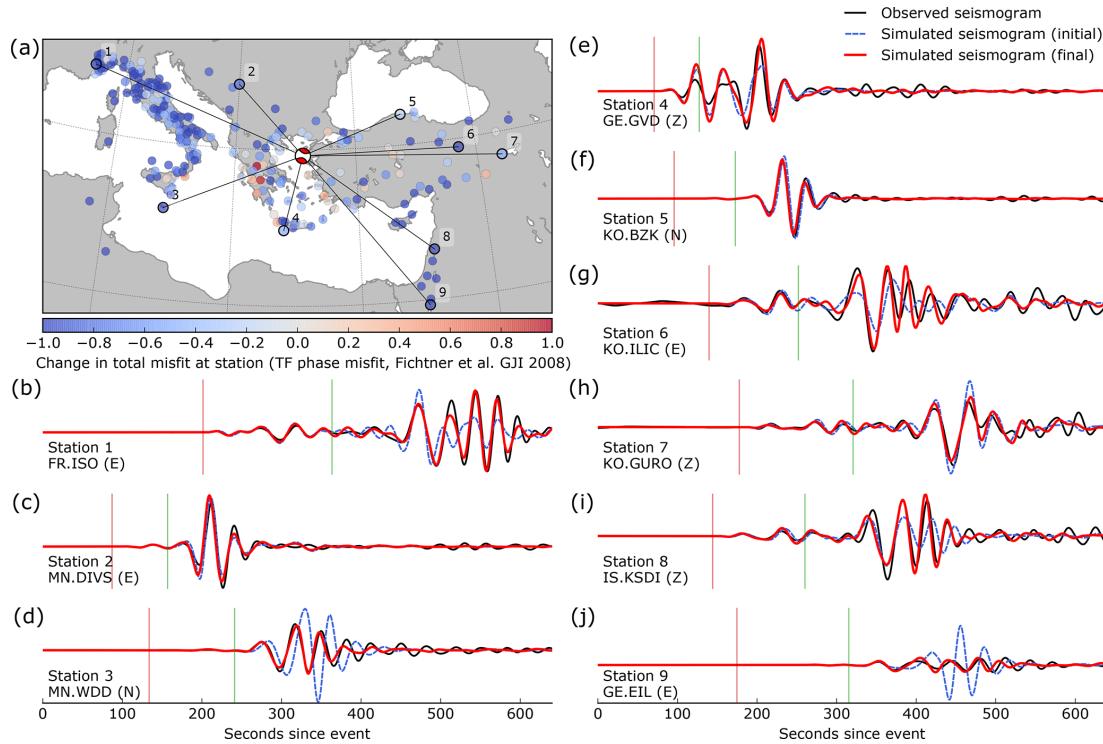 Observed seismogram
Simulated seismogram (initial)
Simulated seismogram (final)
(a)
1
2
3
4
5
6
7
8
9
−1.0 −0.8 −0.6 −0.4 −0.2 0.0 0.2 0.4 0.6 0.8 1.0
Change in total misfit at station (TF phase misfit, Fichtner et al. GJI 2008)
(b)
Station 1
FR.ISO (E)
(c)
Station 2
MN.DIVS (E)
(d)
Station 3
MN.WDD (N)
0 100 200 300 400 500 600
Seconds since event
(e)
Station 4
GE.GVD (Z)
(f)
Station 5
KO.BZK (N)
(g)
Station 6
KO.ILIC (E)
(h)
Station 7
KO.GURO (Z)
(i)
Station 8
IS.KSDI (Z)
(j)
Station 9
GE.EIL (E)
0 100 200 300 400 500 600
Seconds since event